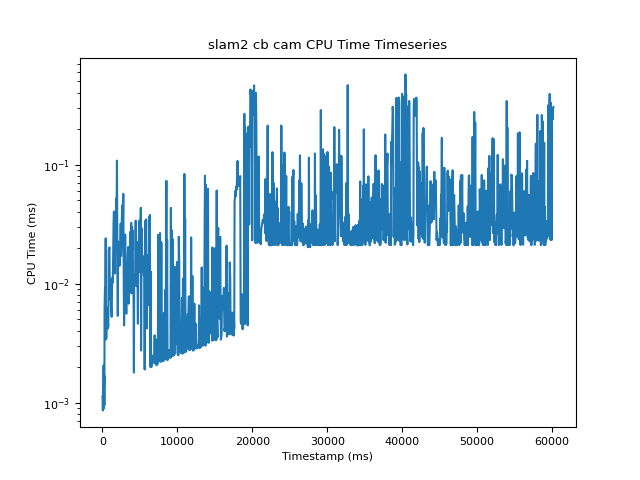 slam2 cb cam CPU Time Timeseries
CPU Time (ms)
10⁻¹
10⁻²
10⁻³
0 10000 20000 30000 40000 50000 60000
Timestamp (ms)